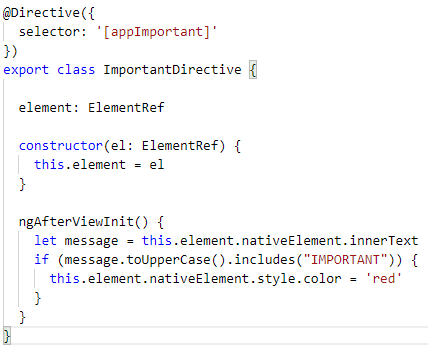 @Directive({
  selector: '[appImportant]'
})
export class ImportantDirective {
  element: ElementRef
  constructor(el: ElementRef) {
    this.element = el
  }
  ngAfterViewInit() {
    let message = this.element.nativeElement.innerText
    if (message.toUpperCase().includes("IMPORTANT")) {
      this.element.nativeElement.style.color = 'red'
    }
  }
}